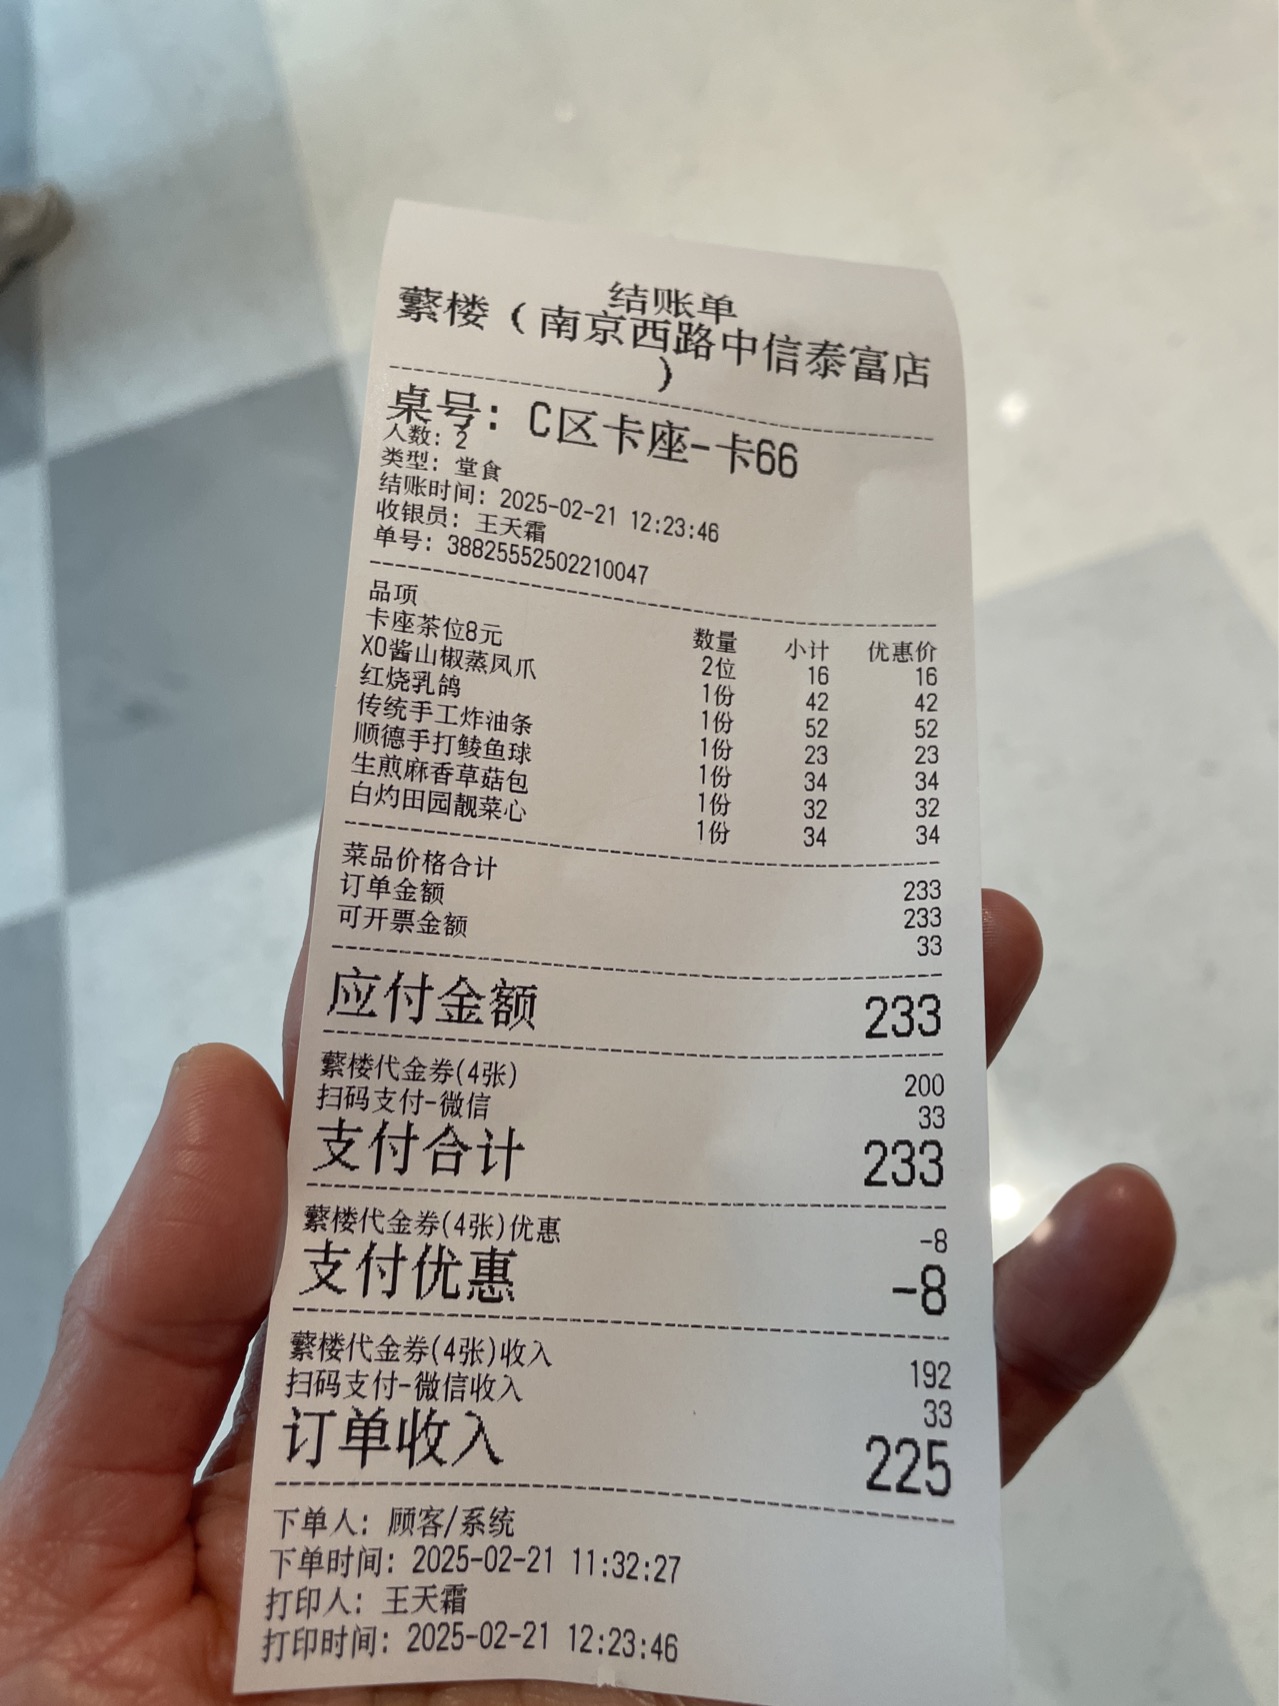 结账单
蘩楼（南京西路中信泰富店
）
桌号: C区卡座-卡66
人数: 2
类型: 堂食
结账时间: 2025-02-21 12:23:46
收银员: 王天霜
单号: 38825552502210047
品项 数量 小计 优惠价
卡座茶位8元 2位 16 16
XO酱山椒蒸凤爪 1份 42 42
红烧乳鸽 1份 52 52
传统手工炸油条 1份 23 23
顺德手打鲮鱼球 1份 34 34
生煎麻香草菇包 1份 32 32
白灼田园靓菜心 1份 34 34
菜品价格合计 233
订单金额 233
可开票金额 33
应付金额 233
蘩楼代金券(4张) 200
扫码支付-微信 33
支付合计 233
蘩楼代金券(4张)优惠 -8
支付优惠 -8
蘩楼代金券(4张)收入 192
扫码支付-微信收入 33
订单收入 225
下单人: 顾客/系统
下单时间: 2025-02-21 11:32:27
打印人: 王天霜
打印时间: 2025-02-21 12:23:46